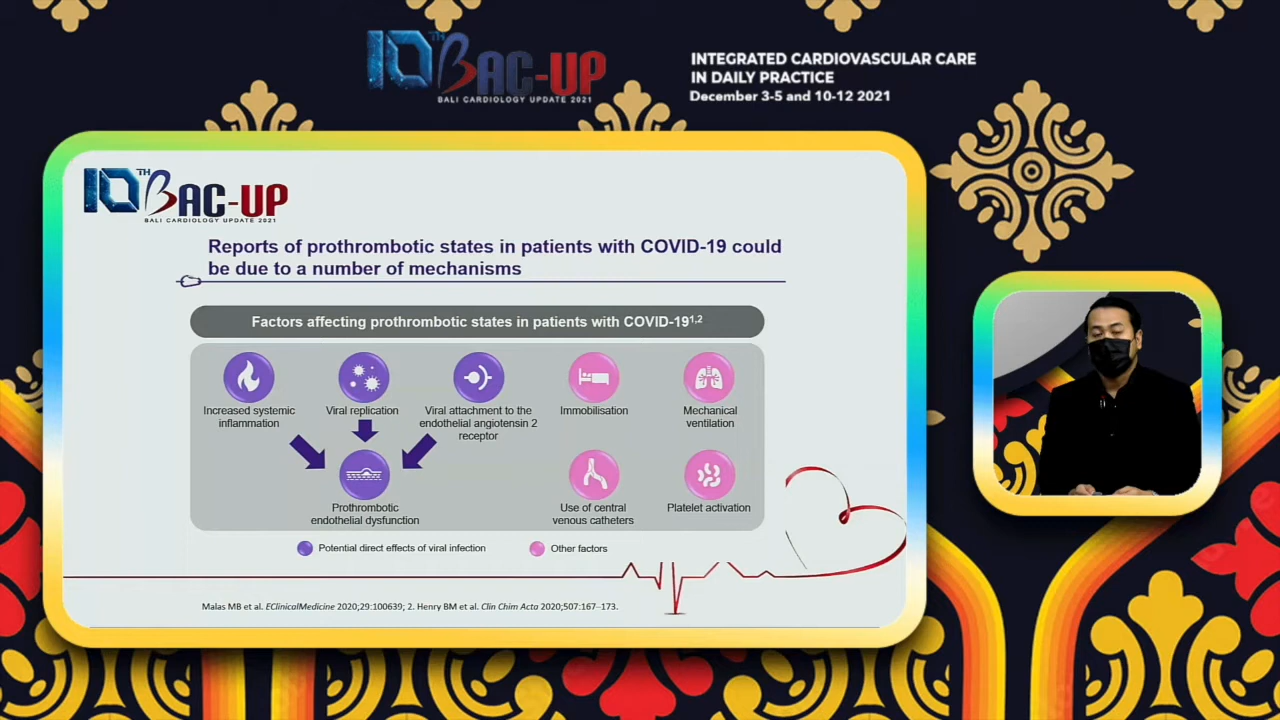 10TH BAC-UP
BALI CARDIOLOGY UPDATE 2021
INTEGRATED CARDIOVASCULAR CARE
IN DAILY PRACTICE
December 3-5 and 10-12 2021
10TH BAC-UP
BALI CARDIOLOGY UPDATE 2021
Reports of prothrombotic states in patients with COVID-19 could
be due to a number of mechanisms
Factors affecting prothrombotic states in patients with COVID-19¹,²
Increased systemic
inflammation
Viral replication
Viral attachment to the
endothelial angiotensin 2
receptor
Immobilisation
Mechanical
ventilation
Prothrombotic
endothelial dysfunction
Use of central
venous catheters
Platelet activation
Potential direct effects of viral infection
Other factors
Malas MB et al. EClinicalMedicine 2020;29:100639; 2. Henry BM et al. Clin Chim Acta 2020;507:167–173.